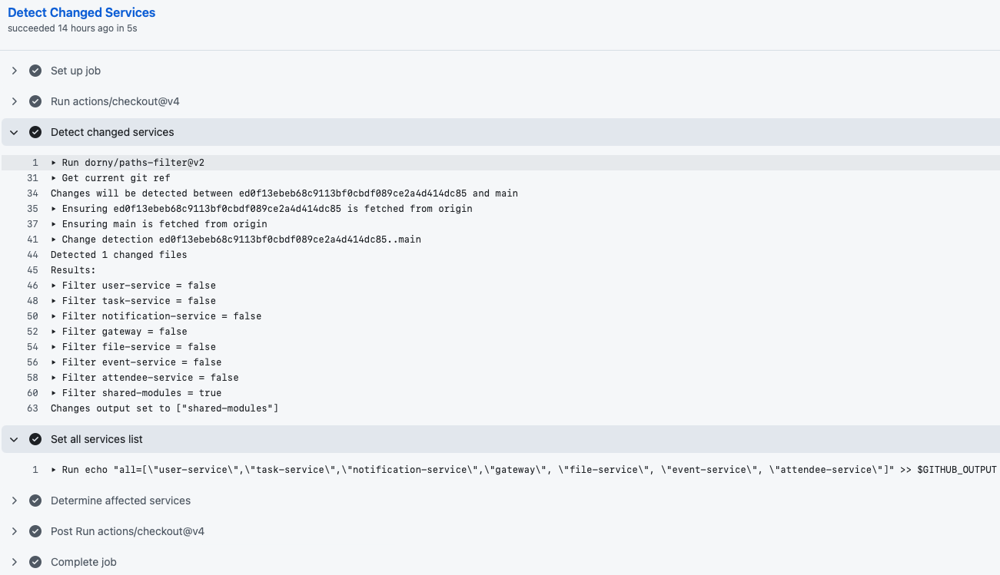 Detect Changed Services
succeeded 14 hours ago in 5s
Set up job
Run actions/checkout@v4
Detect changed services
1 ▸ Run dorny/paths-filter@v2
31 ▸ Get current git ref
34 Changes will be detected between ed0f13ebeb68c9113bf0cbdf089ce2a4d414dc85 and main
35 ▸ Ensuring ed0f13ebeb68c9113bf0cbdf089ce2a4d414dc85 is fetched from origin
37 ▸ Ensuring main is fetched from origin
41 ▸ Change detection ed0f13ebeb68c9113bf0cbdf089ce2a4d414dc85..main
44 Detected 1 changed files
45 Results:
46 ▸ Filter user-service = false
48 ▸ Filter task-service = false
50 ▸ Filter notification-service = false
52 ▸ Filter gateway = false
54 ▸ Filter file-service = false
56 ▸ Filter event-service = false
58 ▸ Filter attendee-service = false
60 ▸ Filter shared-modules = true
63 Changes output set to ["shared-modules"]
Set all services list
1 ▸ Run echo "all=[\"user-service\",\"task-service\",\"notification-service\",\"gateway\", \"file-service\", \"event-service\", \"attendee-service\"]" >> $GITHUB_OUTPUT
Determine affected services
Post Run actions/checkout@v4
Complete job